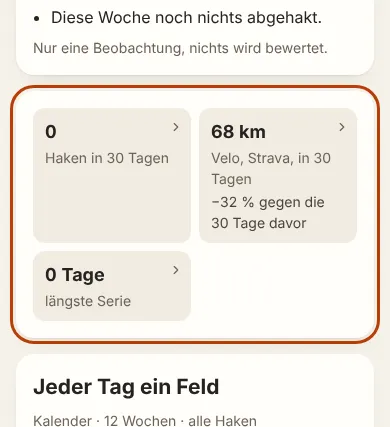 • Diese Woche noch nichts abgehakt.
Nur eine Beobachtung, nichts wird bewertet.
0
Haken in 30 Tagen
68 km
Velo, Strava, in 30
Tagen
−32 % gegen die
30 Tage davor
0 Tage
längste Serie
Jeder Tag ein Feld
Kalender · 12 Wochen · alle Haken